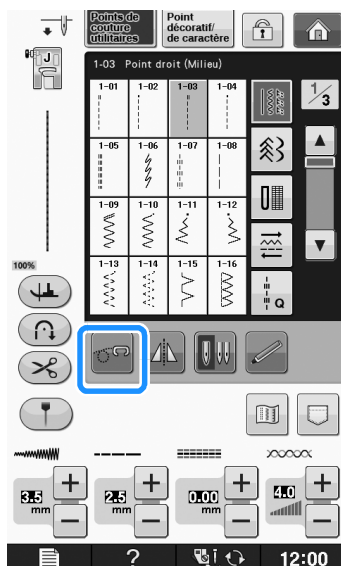 Points de
couture
utilitaires
Point
décoratif/
de caractère
J
1-03 Point droit (Milieu)
1/3
1-01 1-02 1-03 1-04
1-05 1-06 1-07 1-08
1-09 1-10 1-11 1-12
1-13 1-14 1-15 1-16
Q
100%
3.5 mm
2.5 mm
0.00 mm
4.0
?
12:00